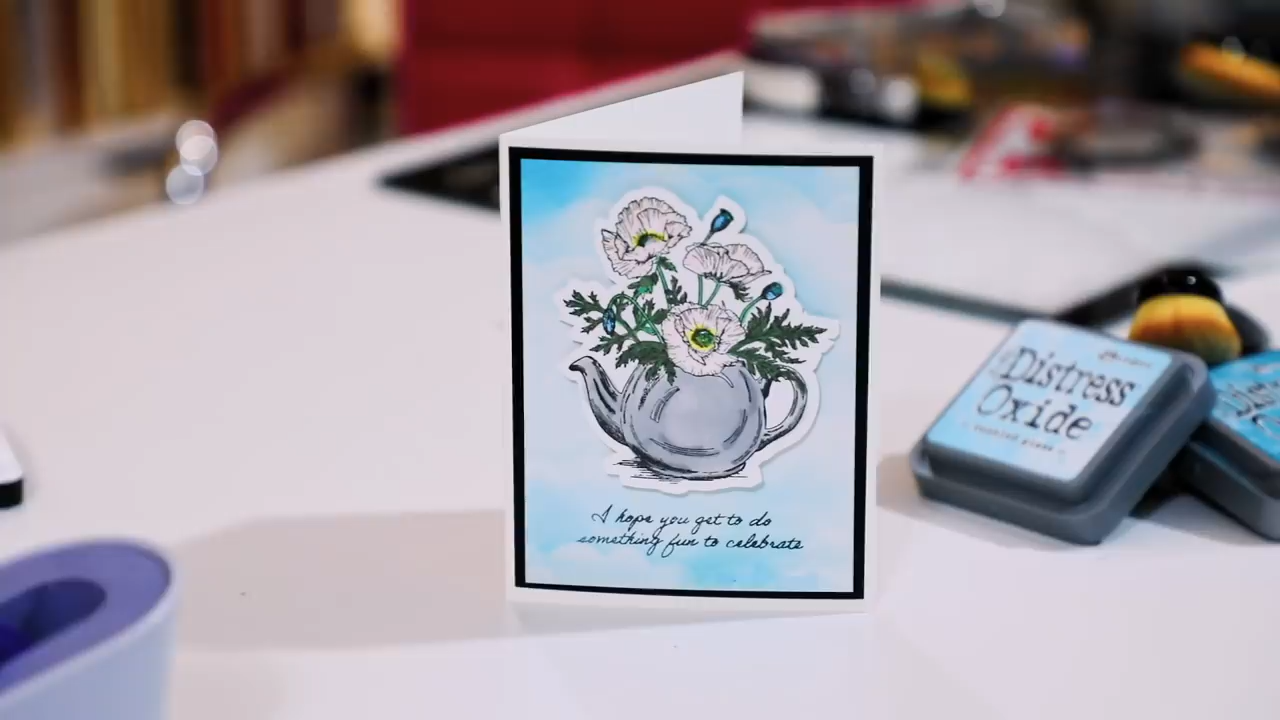 I hope you get to do
something fun to celebrate
Distress
Oxide